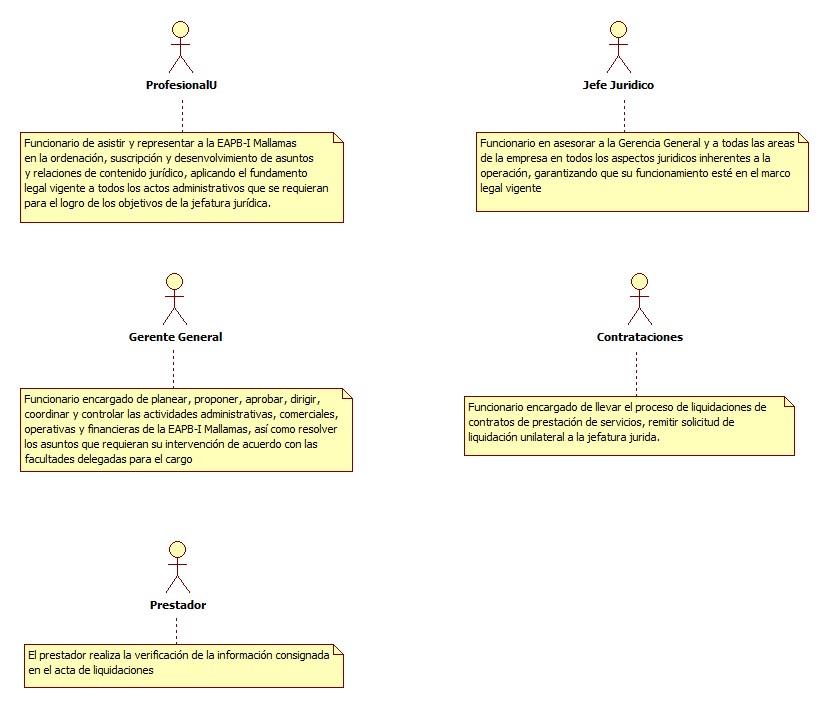 ProfesionalU
Funcionario de asistir y representar a la EAPB-I Mallamas
en la ordenación, suscripción y desenvolvimiento de asuntos
y relaciones de contenido jurídico, aplicando el fundamento
legal vigente a todos los actos administrativos que se requieran
para el logro de los objetivos de la jefatura jurídica.
Jefe Juridico
Funcionario en asesorar a la Gerencia General y a todas las areas
de la empresa en todos los aspectos juridicos inherentes a la
operación, garantizando que su funcionamiento esté en el marco
legal vigente
Gerente General
Funcionario encargado de planear, proponer, aprobar, dirigir,
coordinar y controlar las actividades administrativas, comerciales,
operativas y financieras de la EAPB-I Mallamas, así como resolver
los asuntos que requieran su intervención de acuerdo con las
facultades delegadas para el cargo
Contrataciones
Funcionario encargado de llevar el proceso de liquidaciones de
contratos de prestación de servicios, remitir solicitud de
liquidación unilateral a la jefatura jurida.
Prestador
El prestador realiza la verificación de la información consignada
en el acta de liquidaciones